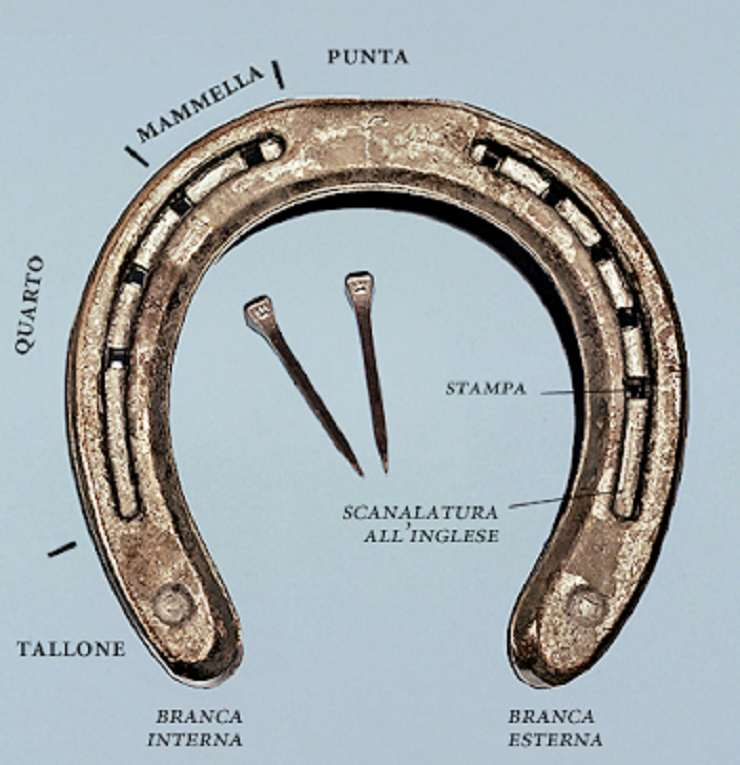 PUNTA
MAMMELLA
QUARTO
STAMPA
SCANALATURA
ALL'INGLESE
TALLONE
BRANCA
INTERNA
BRANCA
ESTERNA